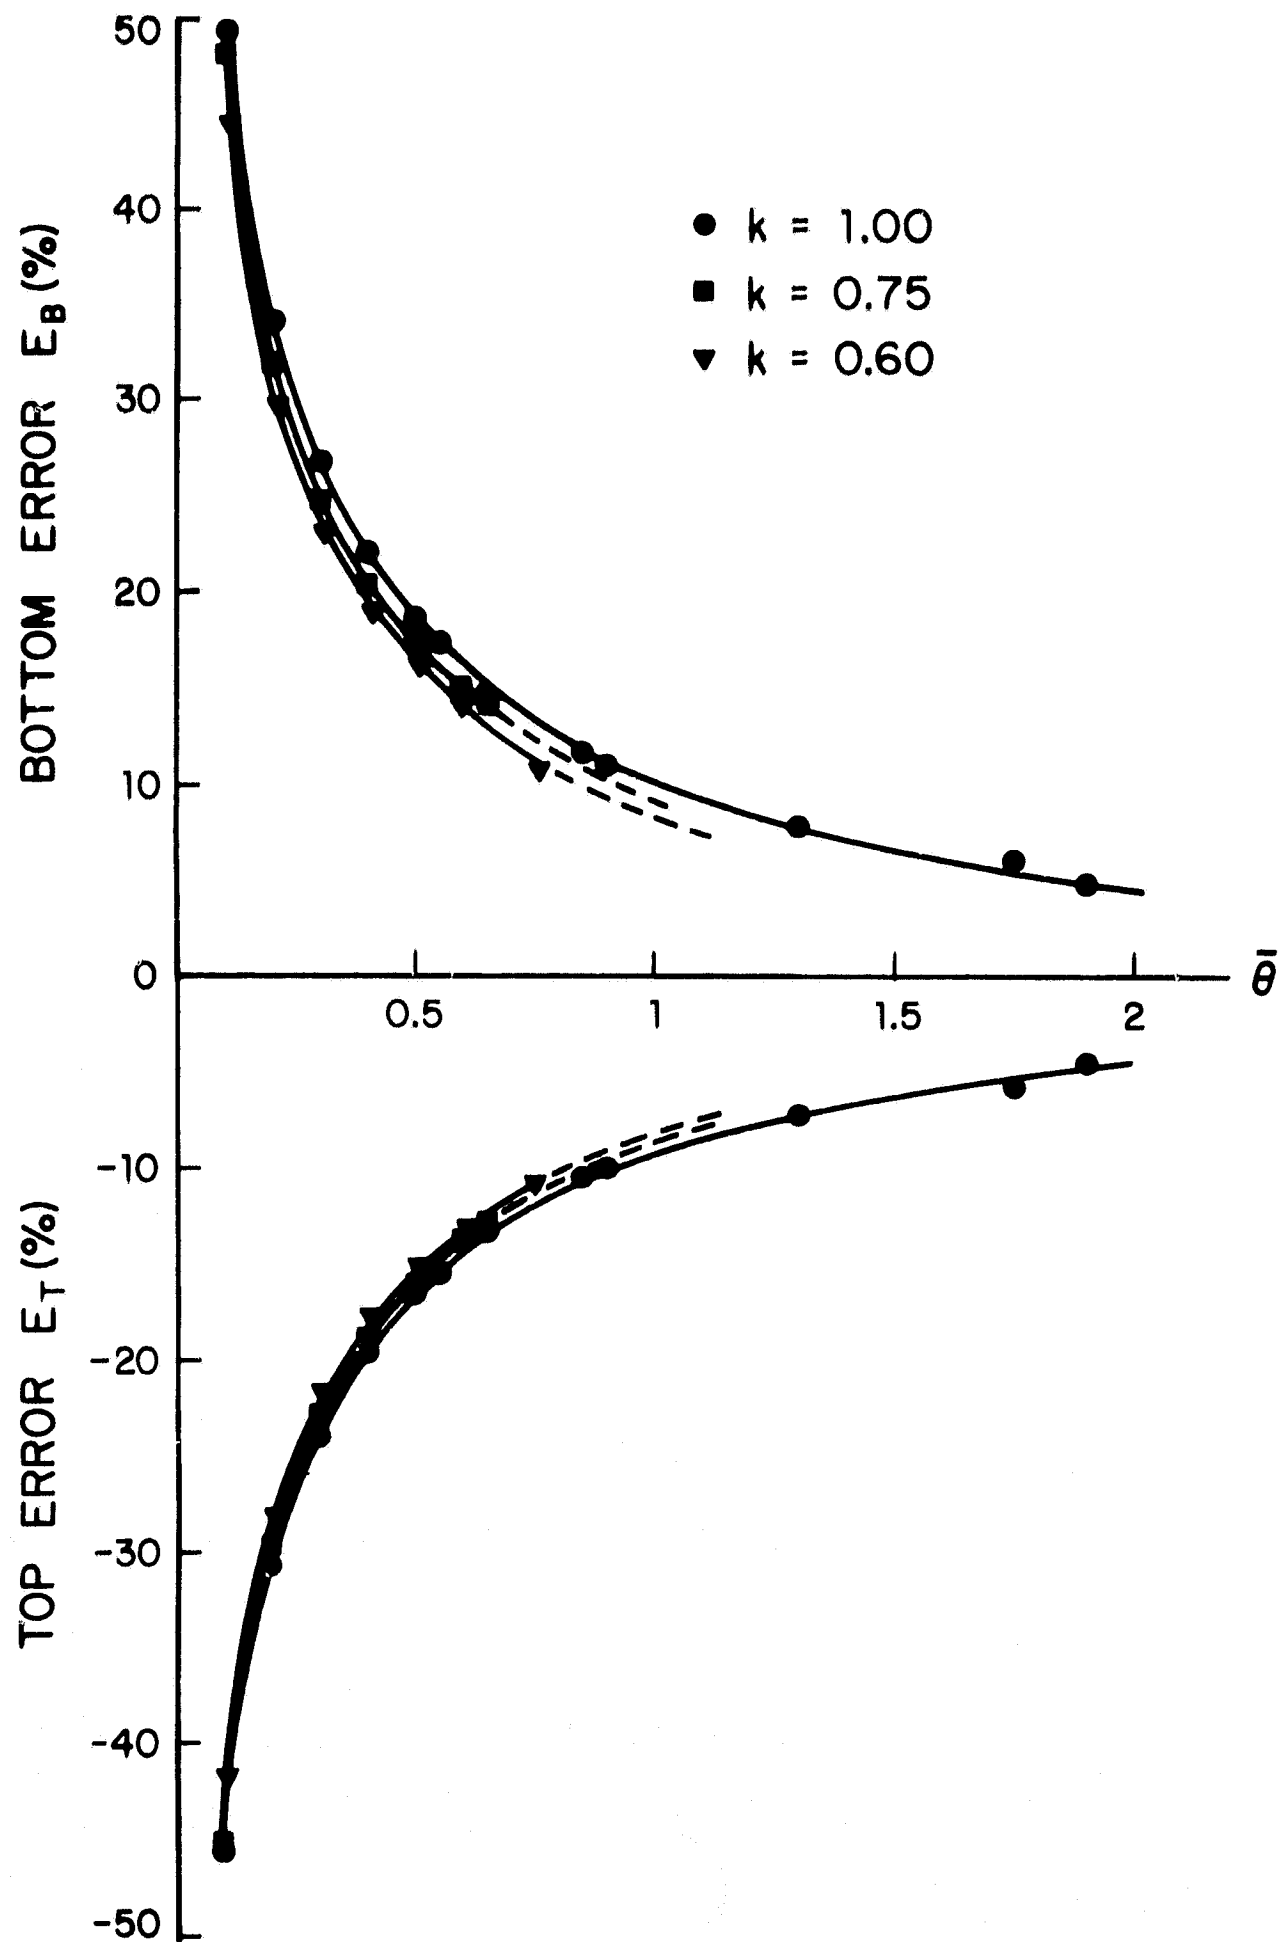 BOTTOM ERROR E_B (%)
50
40
30
20
10
0
● k = 1.00
■ k = 0.75
▼ k = 0.60
0.5
1
1.5
2
θ̄
TOP ERROR E_T (%)
-10
-20
-30
-40
-50